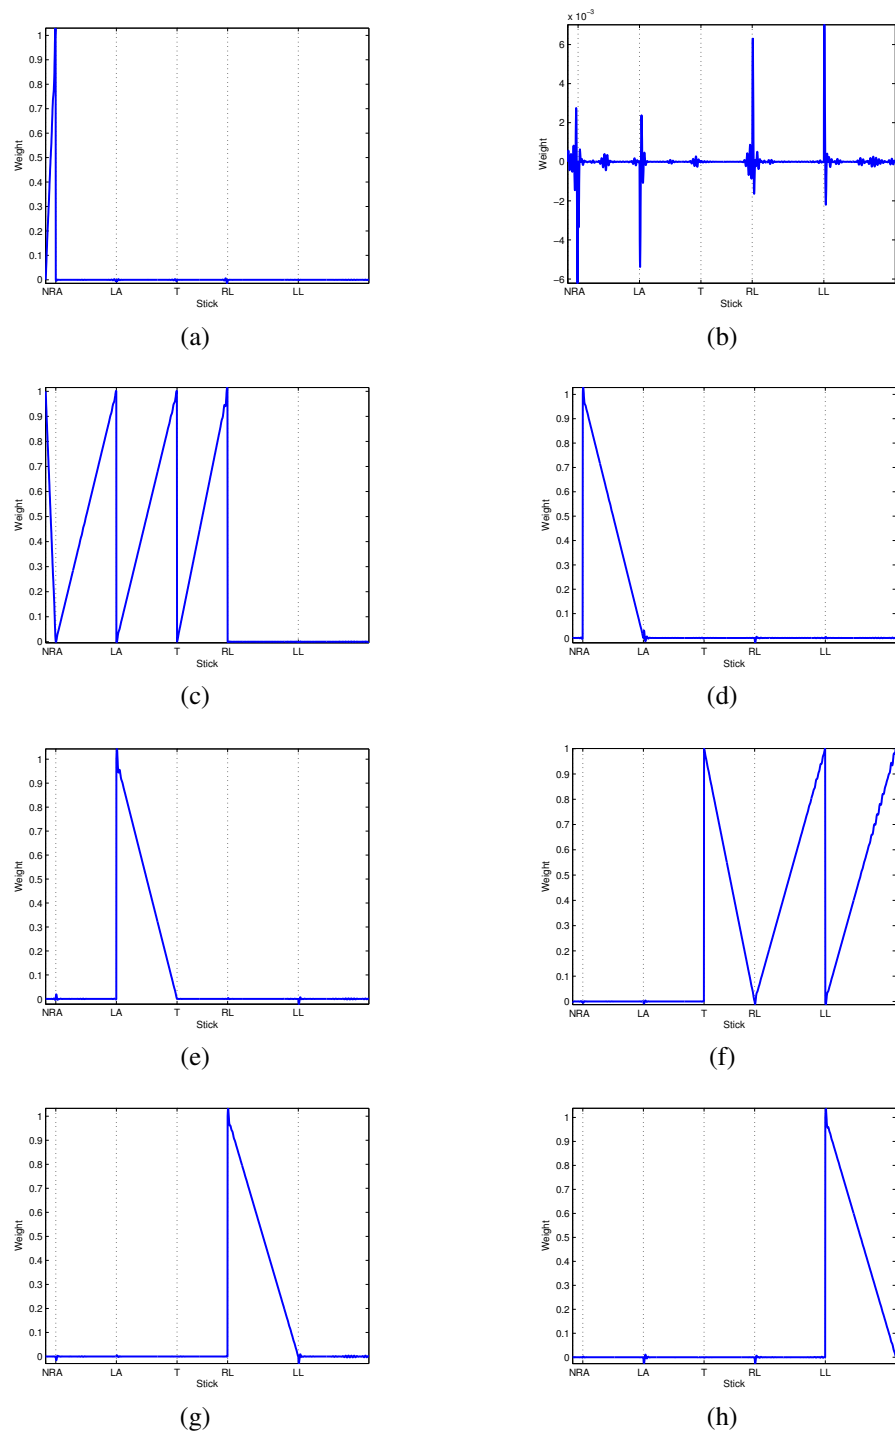 1
0.9
0.8
0.7
0.6
0.5
0.4
0.3
0.2
0.1
0
Weight
NRA LA T RL LL
Stick
(a)
x 10⁻³
6
4
2
0
−2
−4
−6
Weight
NRA LA T RL LL
Stick
(b)
1
0.9
0.8
0.7
0.6
0.5
0.4
0.3
0.2
0.1
0
Weight
NRA LA T RL LL
Stick
(c)
1
0.9
0.8
0.7
0.6
0.5
0.4
0.3
0.2
0.1
0
Weight
NRA LA T RL LL
Stick
(d)
1
0.9
0.8
0.7
0.6
0.5
0.4
0.3
0.2
0.1
0
Weight
NRA LA T RL LL
Stick
(e)
1
0.9
0.8
0.7
0.6
0.5
0.4
0.3
0.2
0.1
0
Weight
NRA LA T RL LL
Stick
(f)
1
0.9
0.8
0.7
0.6
0.5
0.4
0.3
0.2
0.1
0
Weight
NRA LA T RL LL
Stick
(g)
1
0.9
0.8
0.7
0.6
0.5
0.4
0.3
0.2
0.1
0
Weight
NRA LA T RL LL
Stick
(h)